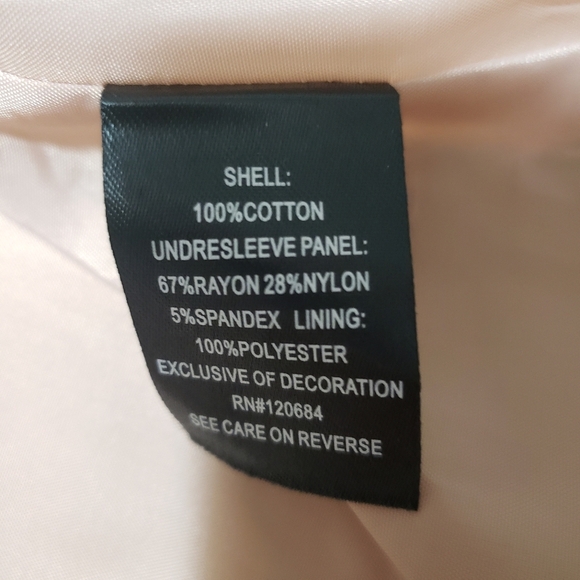 SHELL:
100%COTTON
UNDRESLEEVE PANEL:
67%RAYON 28%NYLON
5%SPANDEX LINING:
100%POLYESTER
EXCLUSIVE OF DECORATION
RN#120684
SEE CARE ON REVERSE